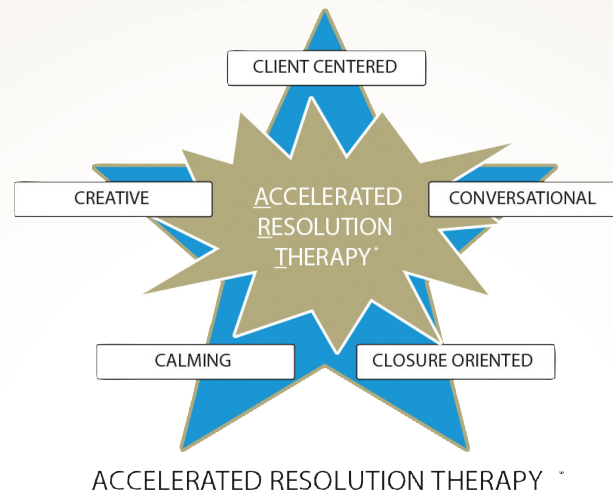 CLIENT CENTERED
CREATIVE
ACCELERATED
RESOLUTION
THERAPY
CONVERSATIONAL
CALMING
CLOSURE ORIENTED
ACCELERATED RESOLUTION THERAPY